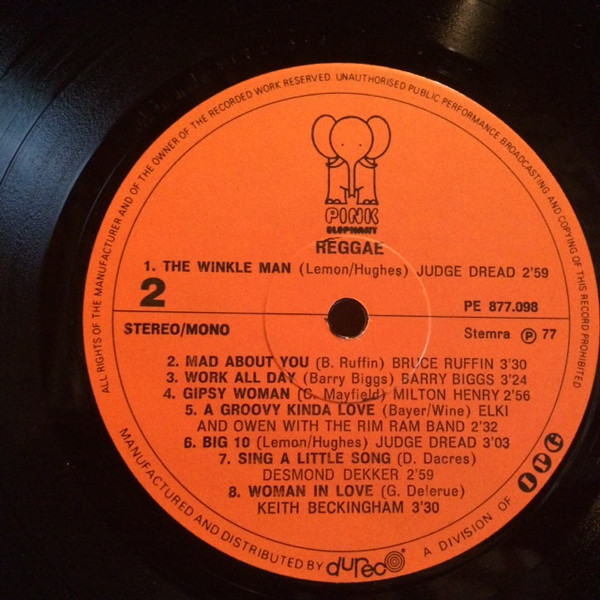 ALL RIGHTS OF THE MANUFACTURER AND OF THE OWNER OF THE RECORDED WORK RESERVED. UNAUTHORISED PUBLIC PERFORMANCE BROADCASTING AND COPYING OF THIS RECORD PROHIBITED
PINK
ELEPHANT
REGGAE
1. THE WINKLE MAN (Lemon/Hughes) JUDGE DREAD 2'59
2
PE 877.098
STEREO/MONO
Stemra Ⓟ 77
2. MAD ABOUT YOU (B. Ruffin) BRUCE RUFFIN 3'30
3. WORK ALL DAY (Barry Biggs) BARRY BIGGS 3'24
4. GIPSY WOMAN (C. Mayfield) MILTON HENRY 2'56
5. A GROOVY KINDA LOVE (Bayer/Wine) ELKI
AND OWEN WITH THE RIM RAM BAND 2'32
6. BIG 10 (Lemon/Hughes) JUDGE DREAD 3'03
7. SING A LITTLE SONG (D. Dacres)
DESMOND DEKKER 2'59
8. WOMAN IN LOVE (G. Delerue)
KEITH BECKINGHAM 3'30
MANUFACTURED AND DISTRIBUTED BY dureco A DIVISION OF